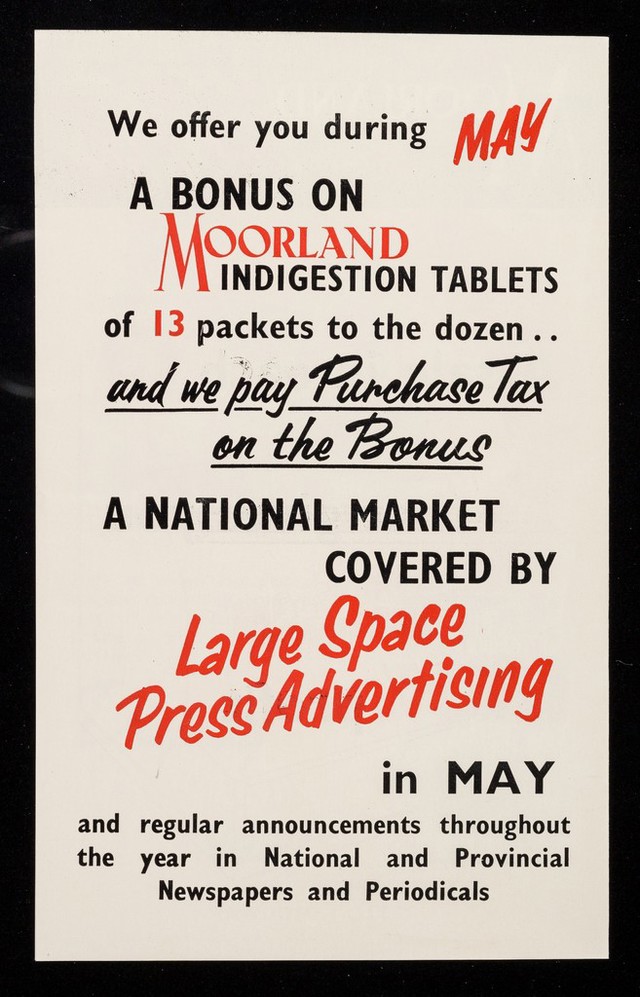 We offer you during MAY
A BONUS ON
MOORLAND
INDIGESTION TABLETS
of 13 packets to the dozen . .
and we pay Purchase Tax
on the Bonus
A NATIONAL MARKET
COVERED BY
Large Space
Press Advertising
in MAY
and regular announcements throughout
the year in National and Provincial
Newspapers and Periodicals